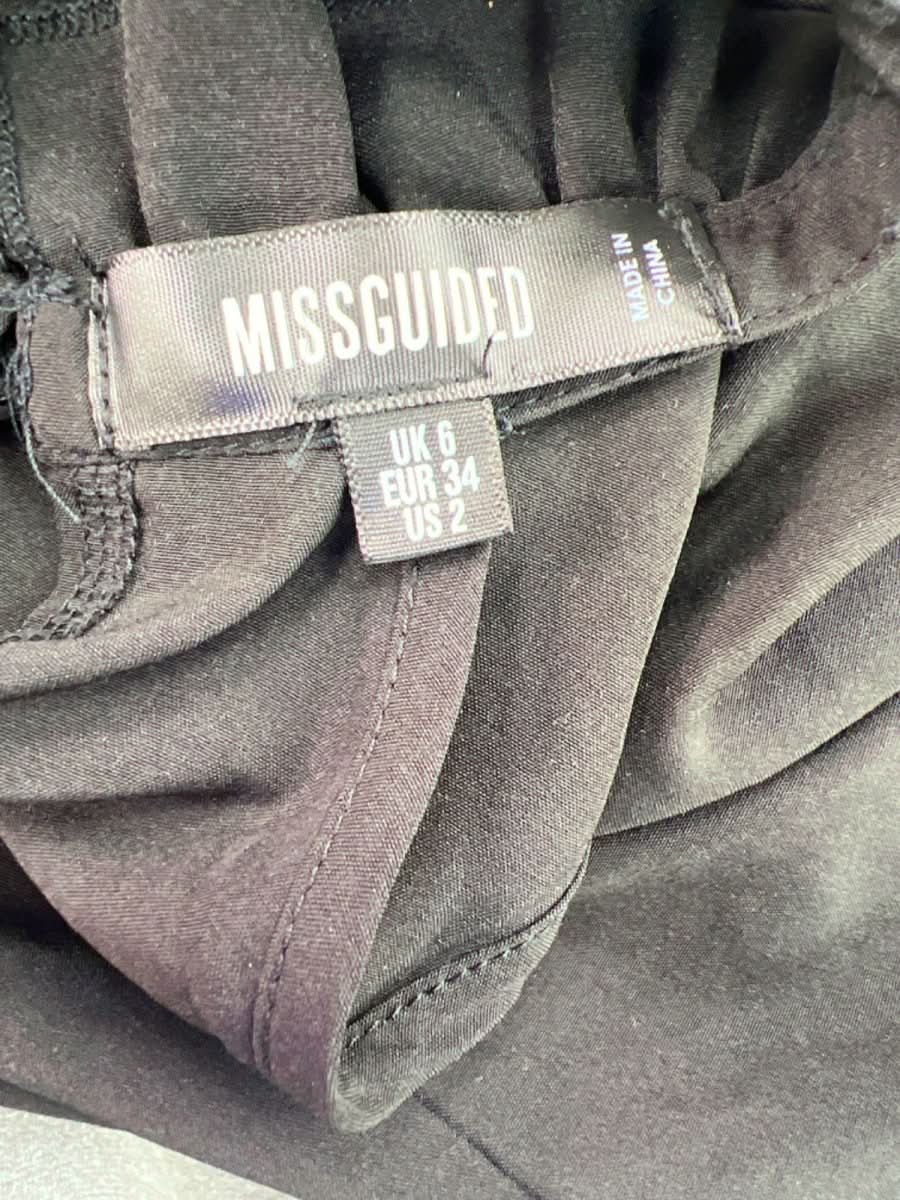 MISSGUIDED
MADE IN
CHINA
UK 6
EUR 34
US 2